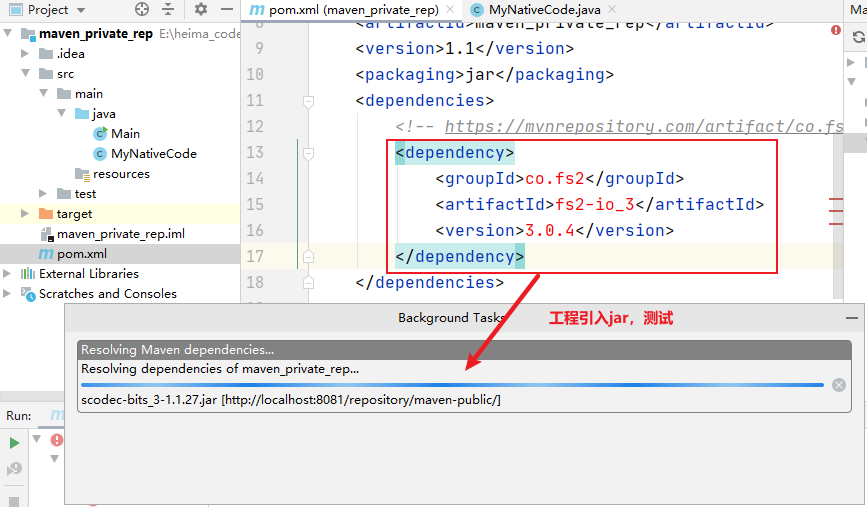 Project
pom.xml (maven_private_rep)
MyNativeCode.java
Ma
maven_private_rep E:\heima_code
.idea
src
main
java
Main
MyNativeCode
resources
test
target
maven_private_rep.iml
pom.xml
External Libraries
Scratches and Consoles
8 <artifactId>maven_private_rep</artifactId>
9 <version>1.1</version>
10 <packaging>jar</packaging>
11 <dependencies>
12 <!-- https://mvnrepository.com/artifact/co.fs
13 <dependency>
14 <groupId>co.fs2</groupId>
15 <artifactId>fs2-io_3</artifactId>
16 <version>3.0.4</version>
17 </dependency>
18 </dependencies>
Background Tasks
工程引入jar，测试
Resolving Maven dependencies...
Resolving dependencies of maven_private_rep...
scodec-bits_3-1.1.27.jar [http://localhost:8081/repository/maven-public/]
Run: